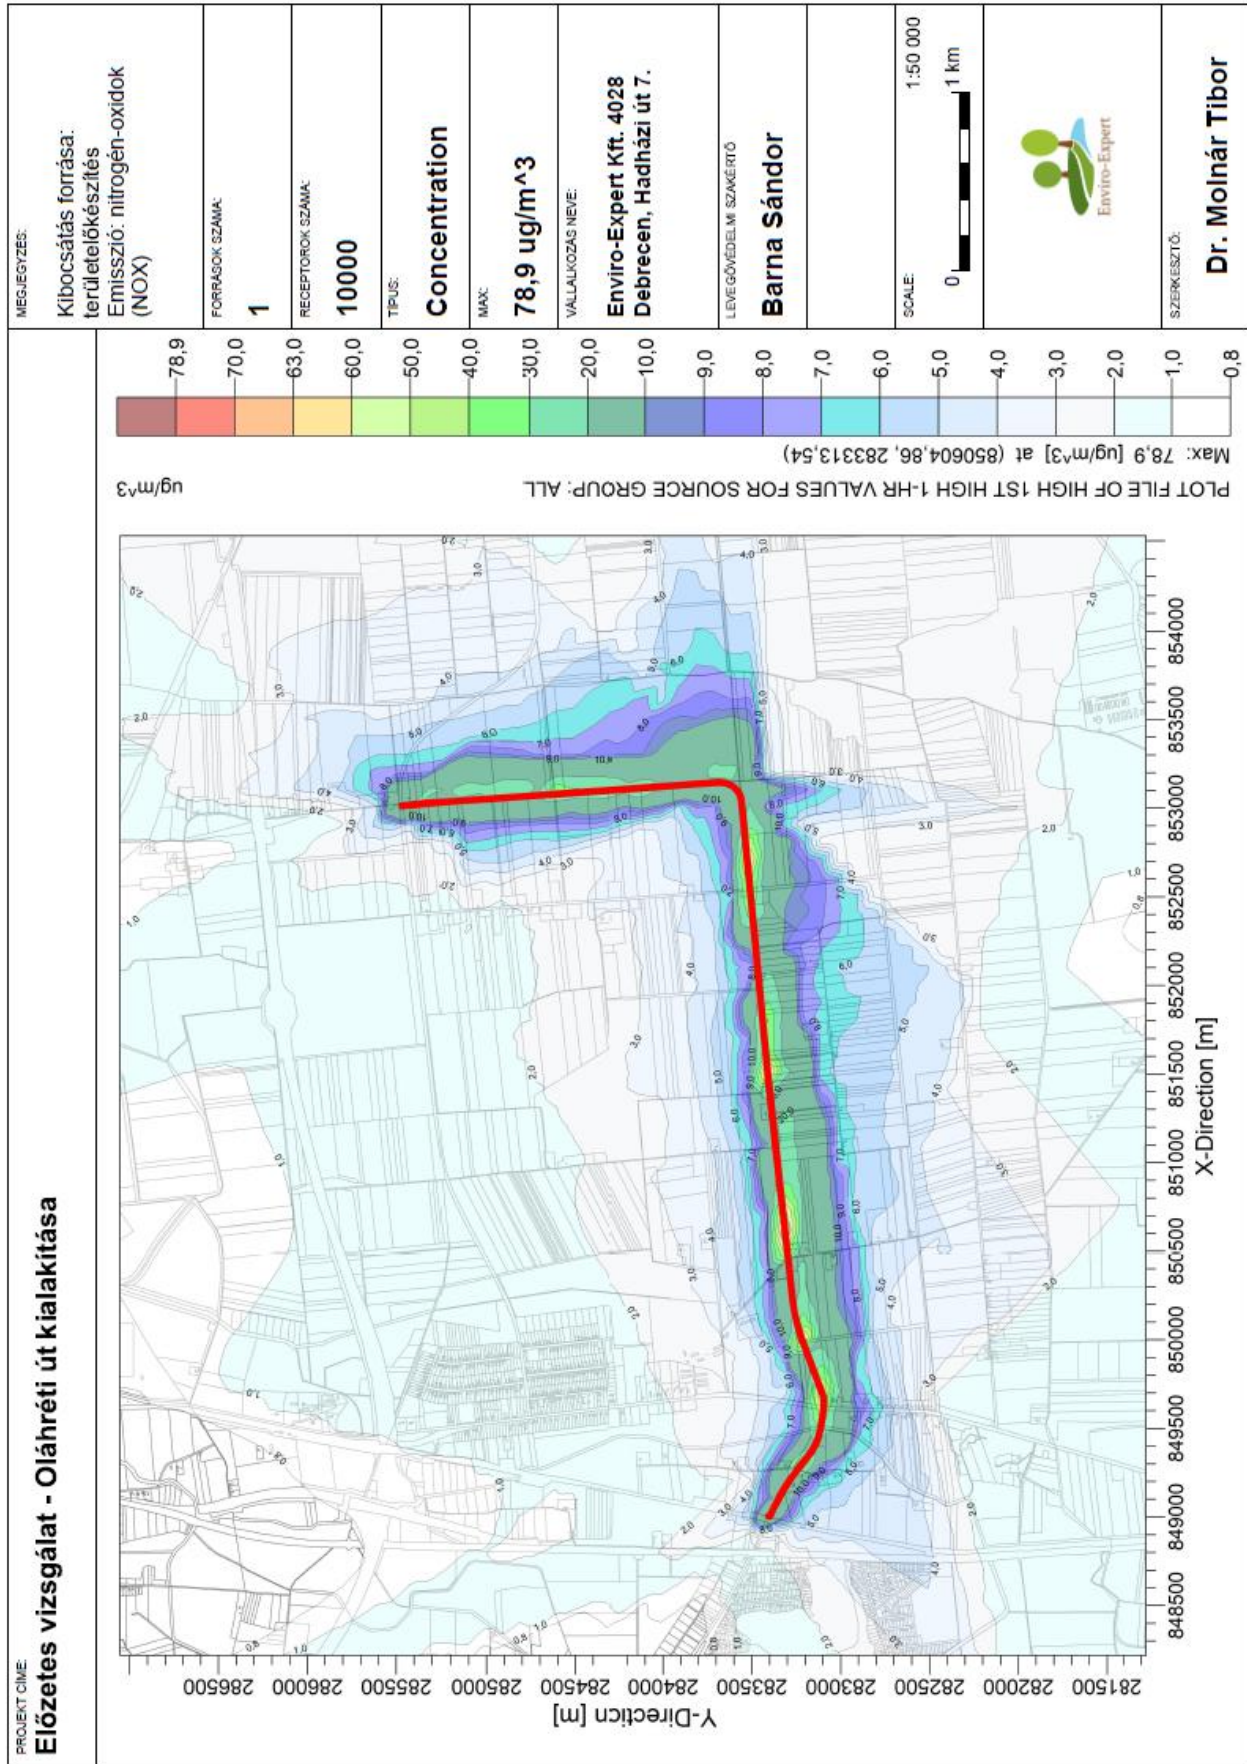 PROJEKT CÍME:
Előzetes vizsgálat - Oláhréti út kialakítása
Y-Direction [m]
286500
286000
285500
285000
284500
284000
283500
283000
282500
282000
281500
X-Direction [m]
848500
849000
849500
850000
850500
851000
851500
852000
852500
853000
853500
854000
PLOT FILE OF HIGH 1ST HIGH 1-HR VALUES FOR SOURCE GROUP: ALL
ug/m^3
Max: 78,9 [ug/m^3] at (850604,86, 283313,54)
78,9
70,0
63,0
60,0
50,0
40,0
30,0
20,0
10,0
9,0
8,0
7,0
6,0
5,0
4,0
3,0
2,0
1,0
0,8
MEGJEGYZÉS:
Kibocsátás forrása:
területelőkészítés
Emisszió: nitrogén-oxidok
(NOX)
FORRÁSOK SZÁMA:
1
RECEPTOROK SZÁMA:
10000
TÍPUS:
Concentration
MAX:
78,9 ug/m^3
VÁLLALKOZÁS NEVE:
Enviro-Expert Kft. 4028
Debrecen, Hadházi út 7.
LEVEGŐVÉDELMI SZAKÉRTŐ
Barna Sándor
SCALE:
1:50 000
0
1 km
Enviro-Expert
SZERKESZTŐ:
Dr. Molnár Tibor